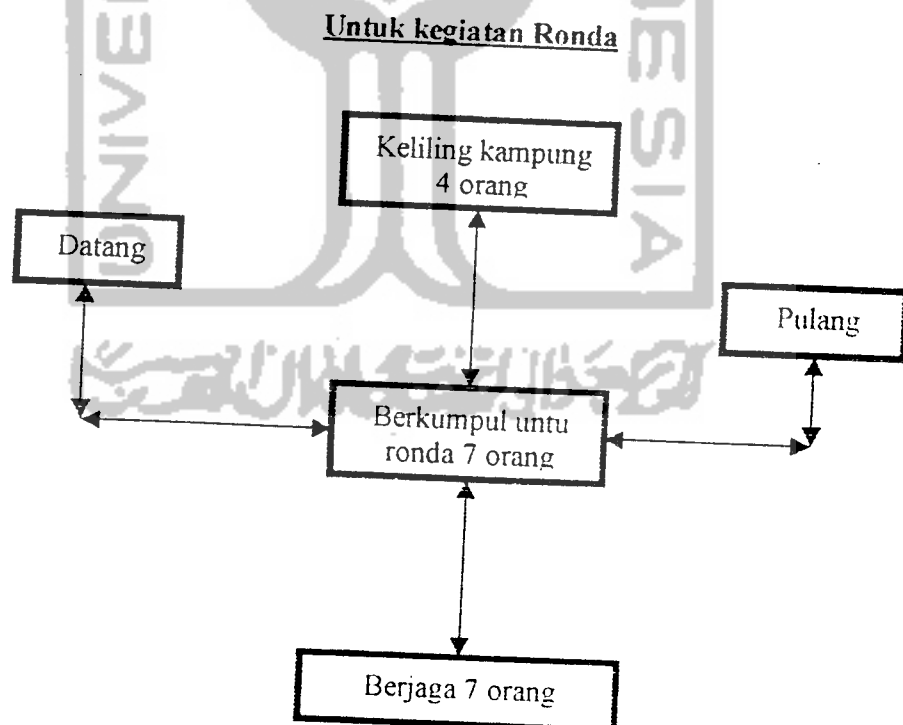 Untuk kegiatan Ronda
Keliling kampung
4 orang
Datang
Pulang
Berkumpul untu
ronda 7 orang
Berjaga 7 orang